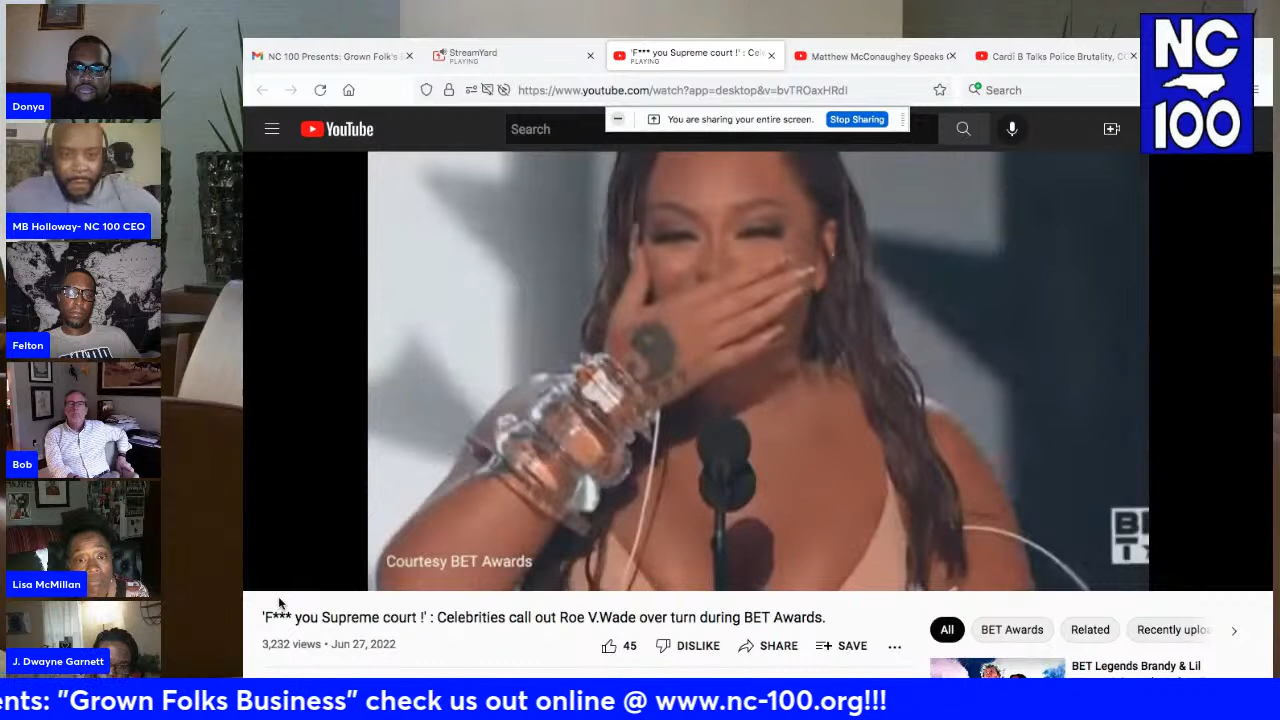 Donya
MB Holloway- NC 100 CEO
Felton
Bob
Lisa McMillan
J. Dwayne Garnett
NC 100 Presents: Grown Folk's
StreamYard
PLAYING
'F*** you Supreme court !' : Cel
PLAYING
Matthew McConaughey Speaks
Cardi B Talks Police Brutality,
https://www.youtube.com/watch?app=desktop&v=bvTROaxHRdI
Search
You are sharing your entire screen.
Stop Sharing
YouTube
Search
NC
100
Courtesy BET Awards
'F*** you Supreme court !' : Celebrities call out Roe V.Wade over turn during BET Awards.
3,232 views • Jun 27, 2022
45
DISLIKE
SHARE
SAVE
All
BET Awards
Related
Recently uploa
BET Legends Brandy & Lil
ents: "Grown Folks Business" check us out online @ www.nc-100.org!!!